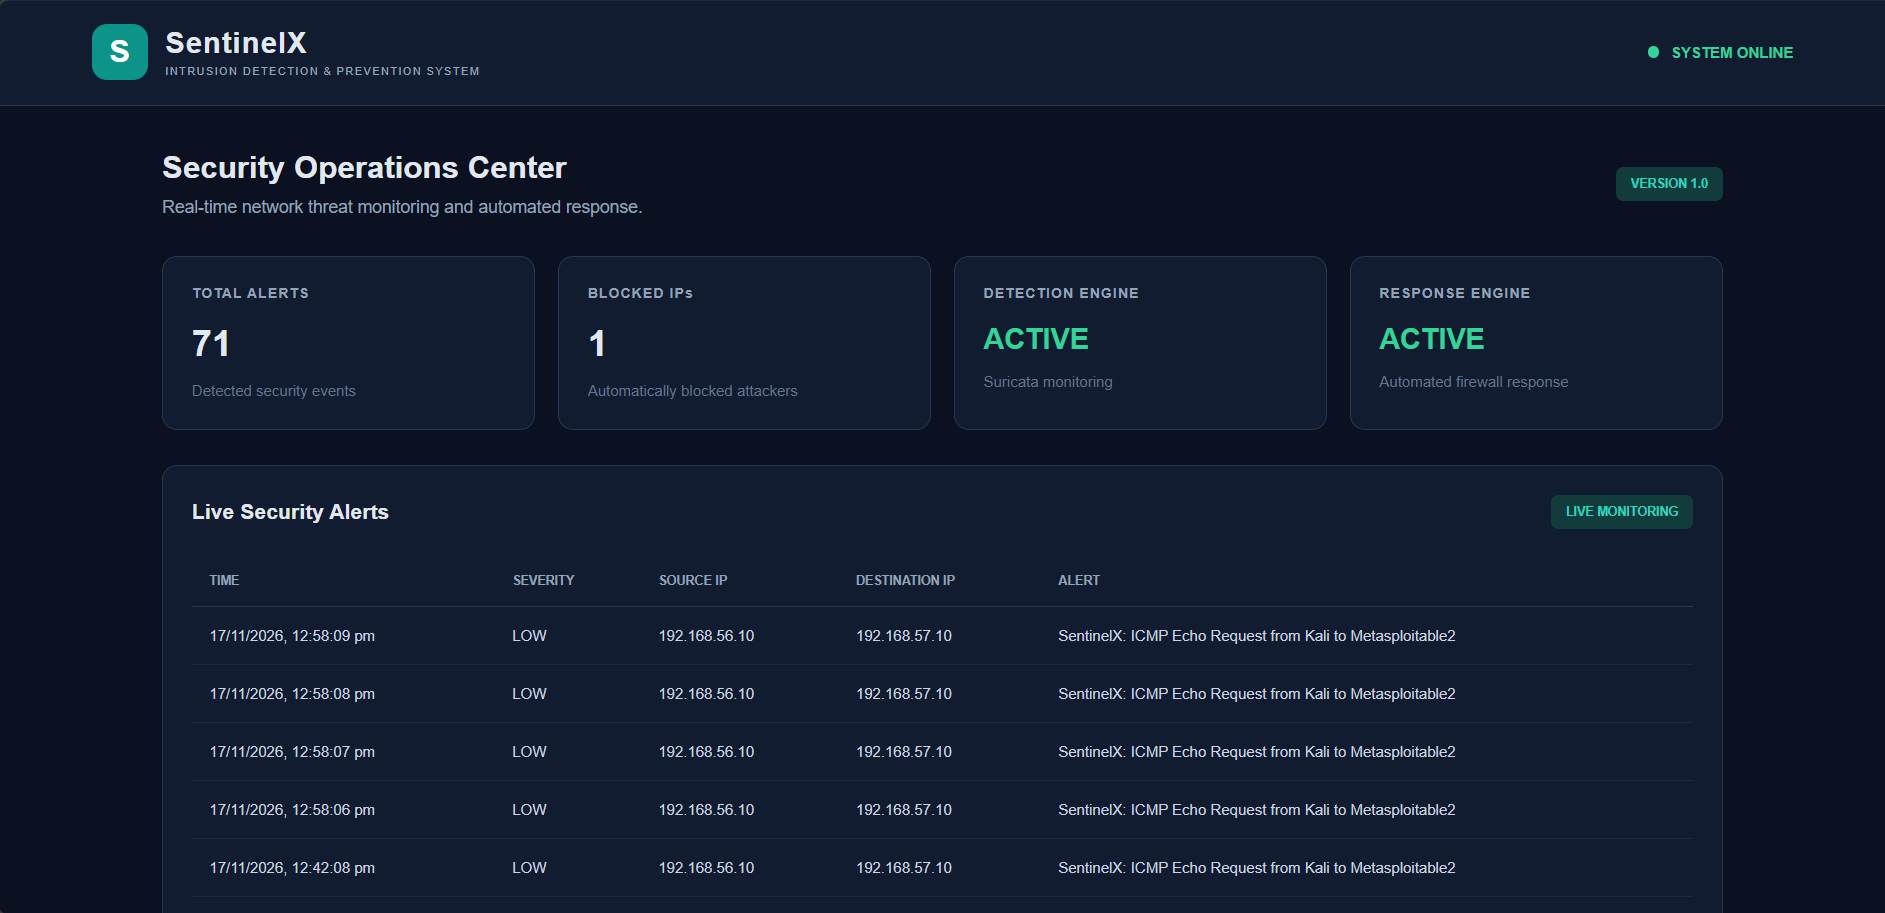 S
SentinelX
INTRUSION DETECTION & PREVENTION SYSTEM
SYSTEM ONLINE
Security Operations Center
Real-time network threat monitoring and automated response.
VERSION 1.0
TOTAL ALERTS
71
Detected security events
BLOCKED IPs
1
Automatically blocked attackers
DETECTION ENGINE
ACTIVE
Suricata monitoring
RESPONSE ENGINE
ACTIVE
Automated firewall response
Live Security Alerts
LIVE MONITORING
TIME SEVERITY SOURCE IP DESTINATION IP ALERT
17/11/2026, 12:58:09 pm LOW 192.168.56.10 192.168.57.10 SentinelX: ICMP Echo Request from Kali to Metasploitable2
17/11/2026, 12:58:08 pm LOW 192.168.56.10 192.168.57.10 SentinelX: ICMP Echo Request from Kali to Metasploitable2
17/11/2026, 12:58:07 pm LOW 192.168.56.10 192.168.57.10 SentinelX: ICMP Echo Request from Kali to Metasploitable2
17/11/2026, 12:58:06 pm LOW 192.168.56.10 192.168.57.10 SentinelX: ICMP Echo Request from Kali to Metasploitable2
17/11/2026, 12:42:08 pm LOW 192.168.56.10 192.168.57.10 SentinelX: ICMP Echo Request from Kali to Metasploitable2